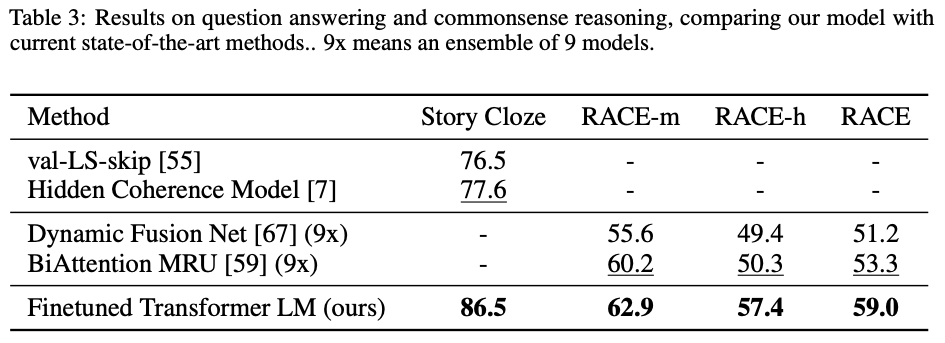 Table 3: Results on question answering and commonsense reasoning, comparing our model with
current state-of-the-art methods.. 9x means an ensemble of 9 models.
Method Story Cloze RACE-m RACE-h RACE
val-LS-skip [55] 76.5 - - -
Hidden Coherence Model [7] 77.6 - - -
Dynamic Fusion Net [67] (9x) - 55.6 49.4 51.2
BiAttention MRU [59] (9x) - 60.2 50.3 53.3
Finetuned Transformer LM (ours) 86.5 62.9 57.4 59.0